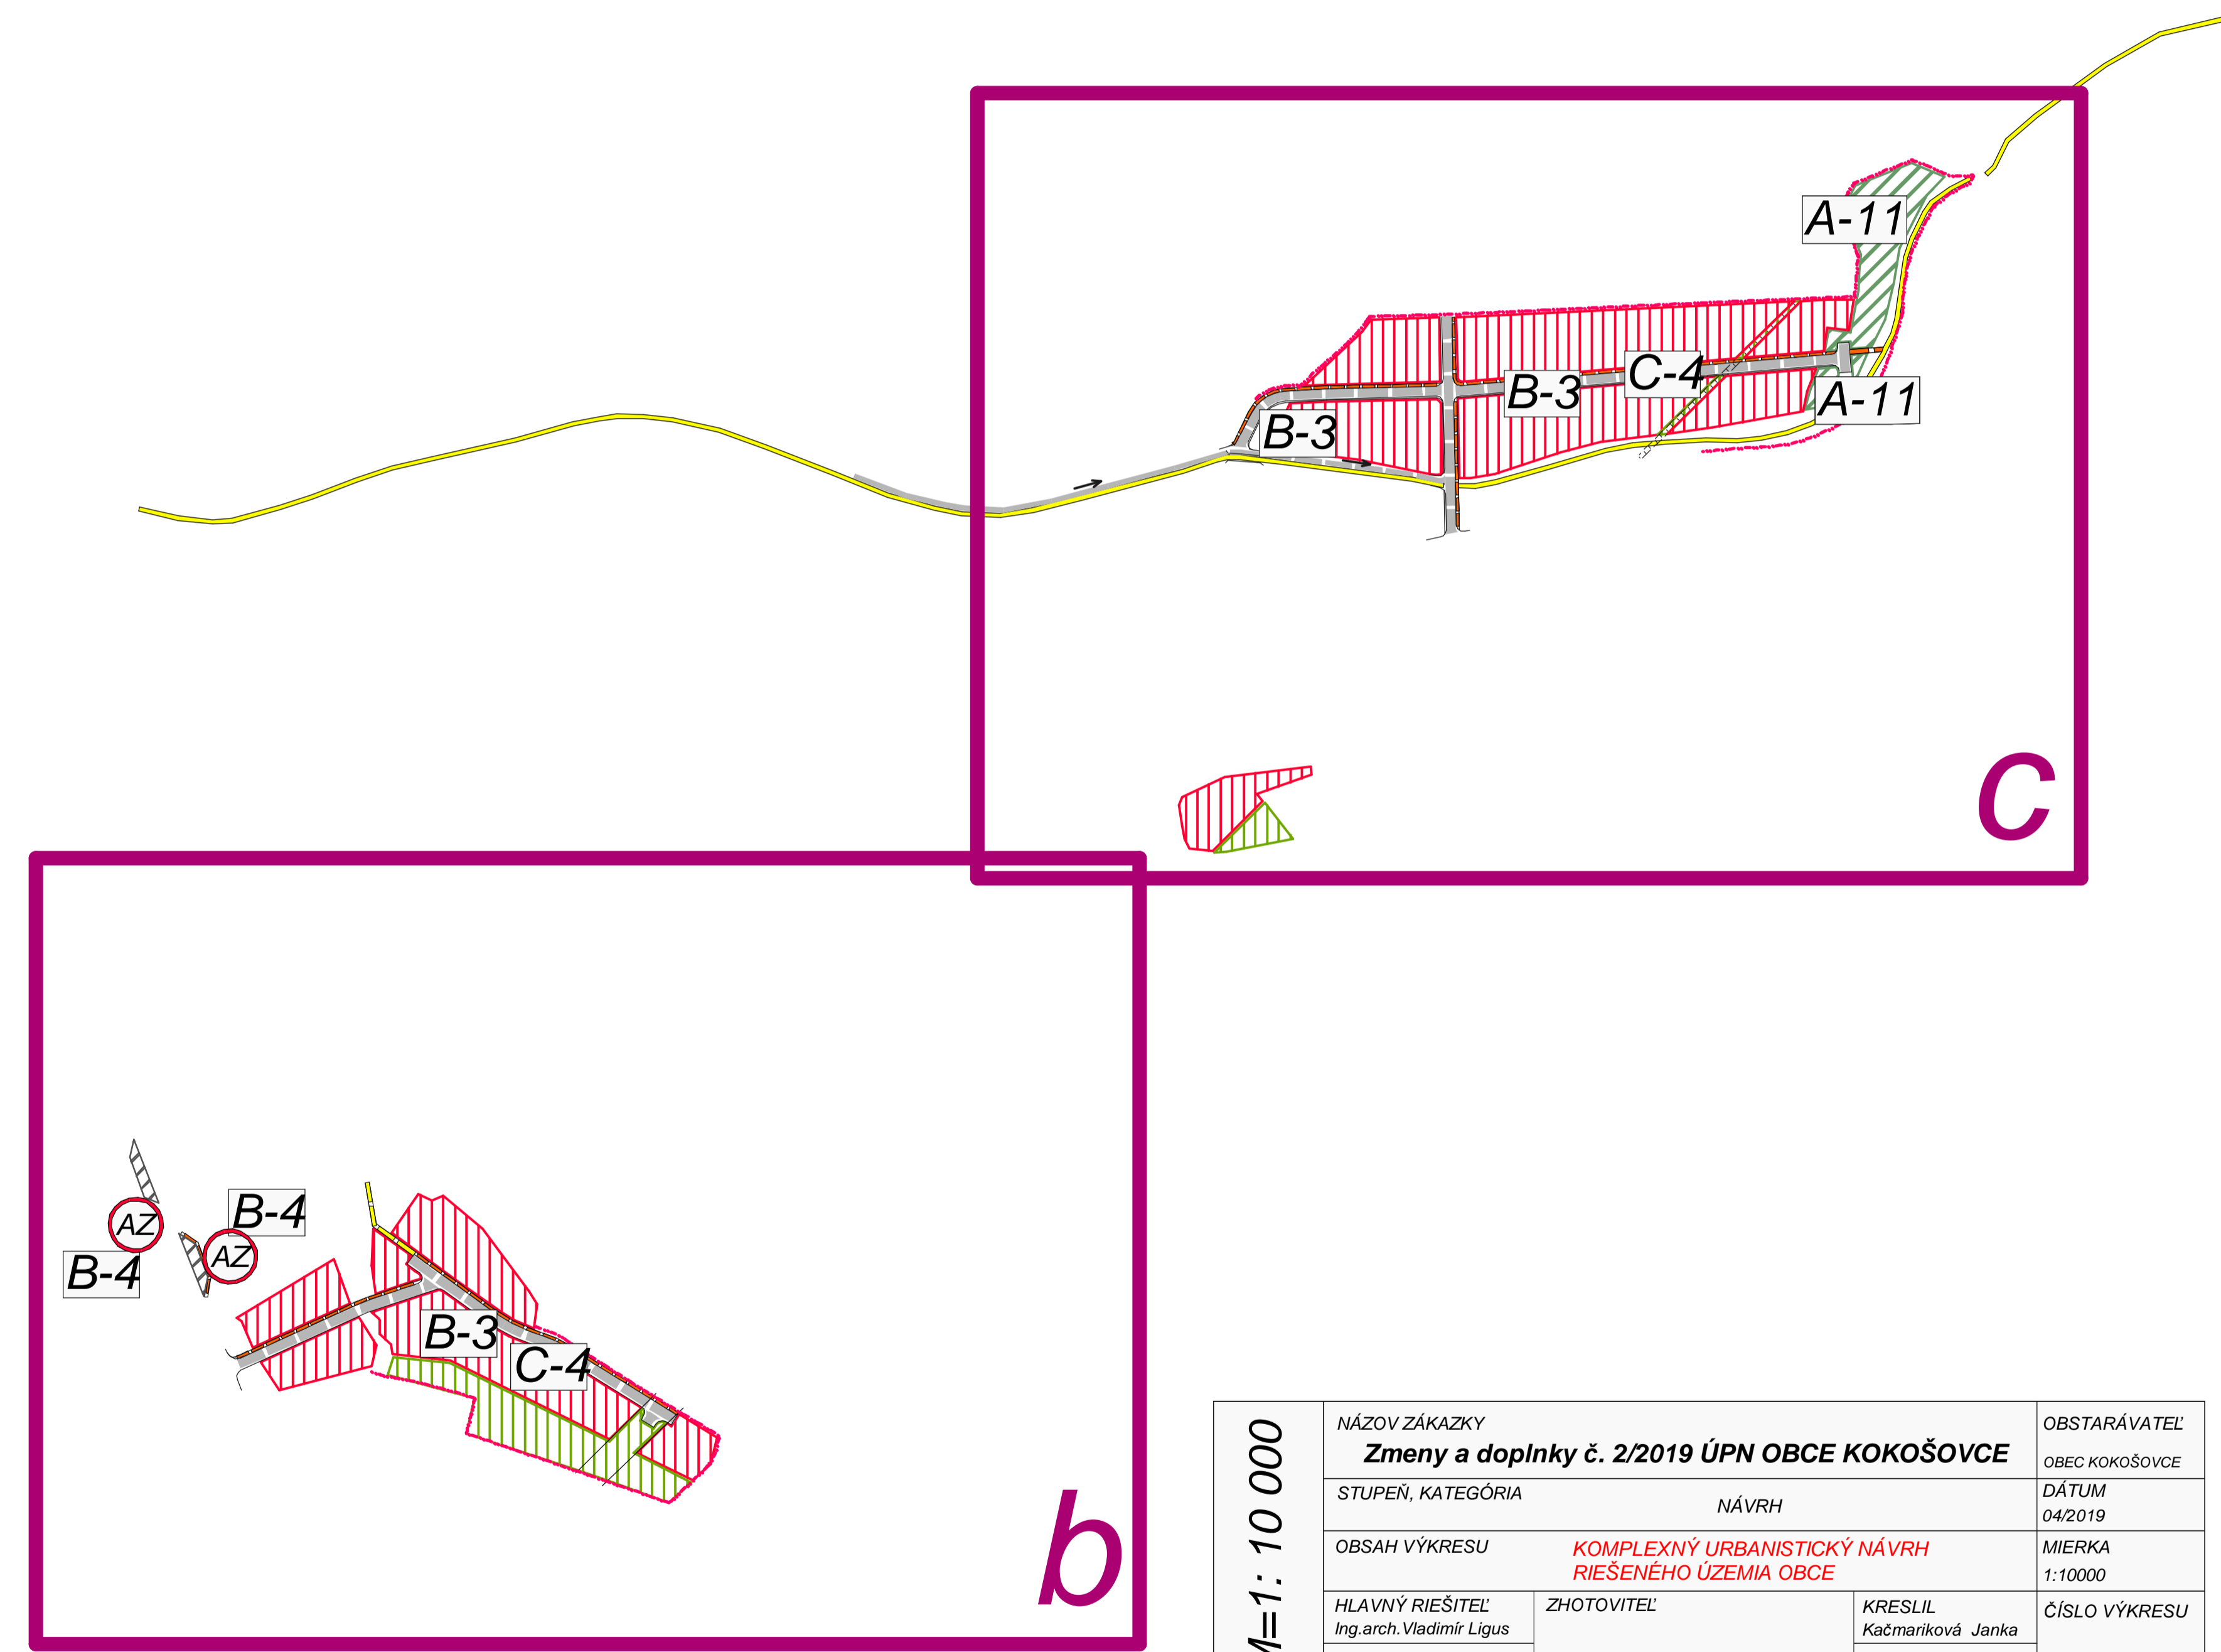 A-11
C-4
B-3
A-11
B-3
c
B-4
AZ
AZ
B-4
B-3
C-4
b
M=1: 10 000
NÁZOV ZÁKAZKY
Zmeny a doplnky č. 2/2019 ÚPN OBCE KOKOŠOVCE
OBSTARÁVATEĽ
OBEC KOKOŠOVCE
STUPEŇ, KATEGÓRIA
NÁVRH
DÁTUM
04/2019
OBSAH VÝKRESU
KOMPLEXNÝ URBANISTICKÝ NÁVRH
RIEŠENÉHO ÚZEMIA OBCE
MIERKA
1:10000
HLAVNÝ RIEŠITEĽ
Ing.arch.Vladimír Ligus
ZHOTOVITEĽ
KRESLIL
Kačmariková Janka
ČÍSLO VÝKRESU